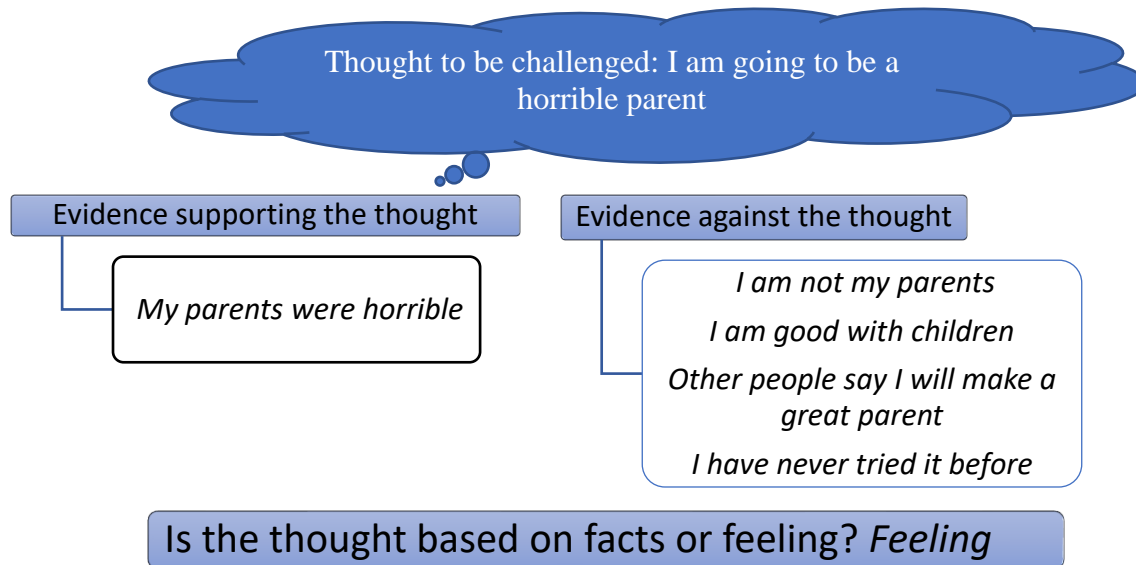 Thought to be challenged: I am going to be a
horrible parent
Evidence supporting the thought
My parents were horrible
Evidence against the thought
I am not my parents
I am good with children
Other people say I will make a
great parent
I have never tried it before
Is the thought based on facts or feeling? Feeling